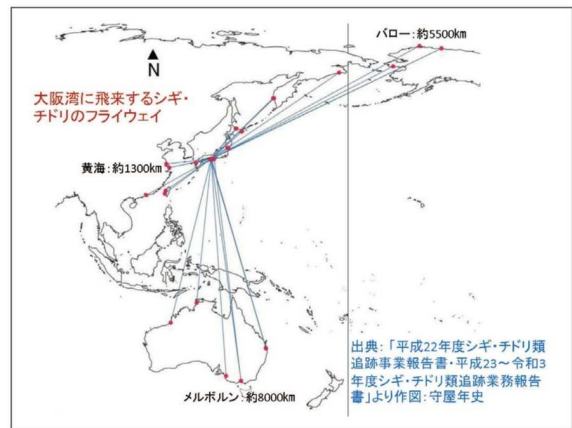 バロー：約5500km
N
大阪湾に飛来するシギ・
チドリのフライウェイ
黄海：約1300km
メルボルン：約8000km
出典：「平成22年度シギ・チドリ類
追跡事業報告書・平成23～令和3
年度シギ・チドリ類追跡業務報告
書」より作図：守屋年史